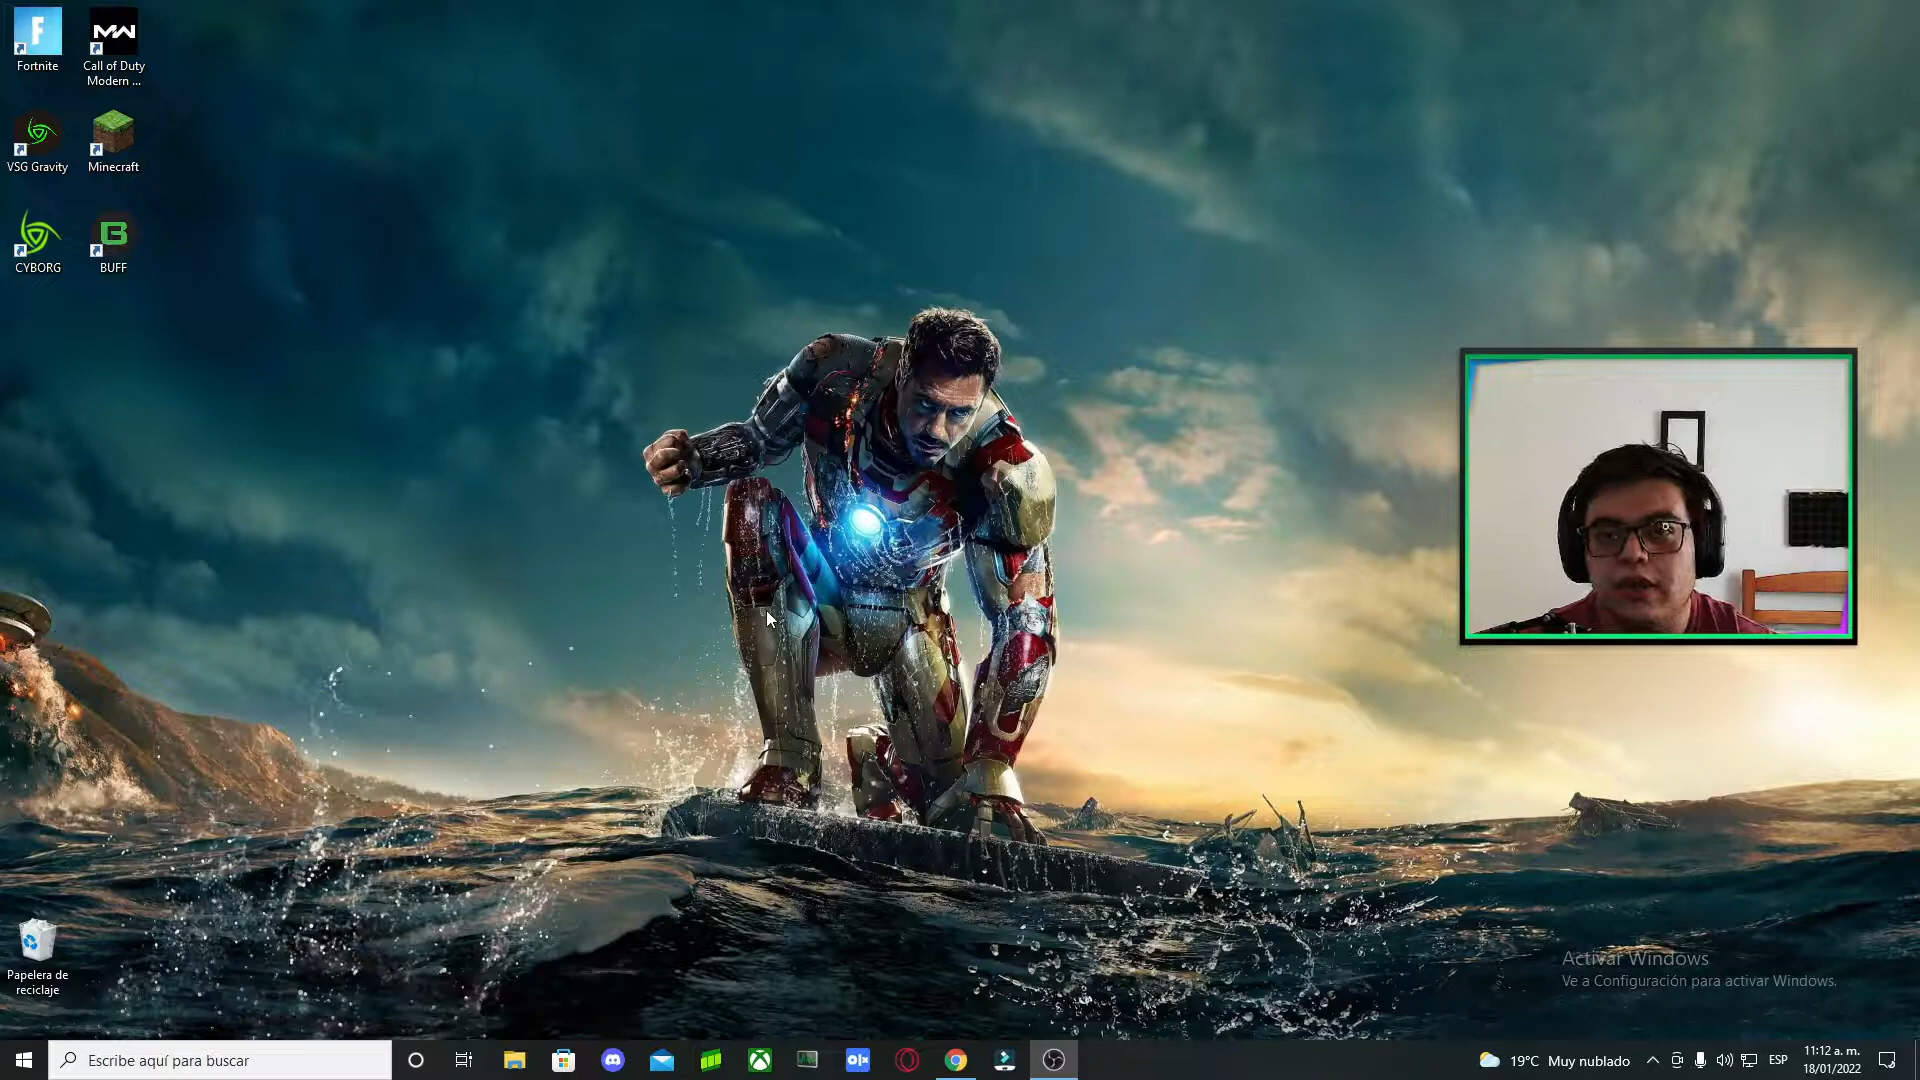 Fortnite
Call of Duty
Modern ...
VSG Gravity
Minecraft
CYBORG
BUFF
Papelera de
reciclaje
Activar Windows
Ve a Configuración para activar Windows.
Escribe aquí para buscar
19°C Muy nublado
ESP
11:12 a. m.
18/01/2022